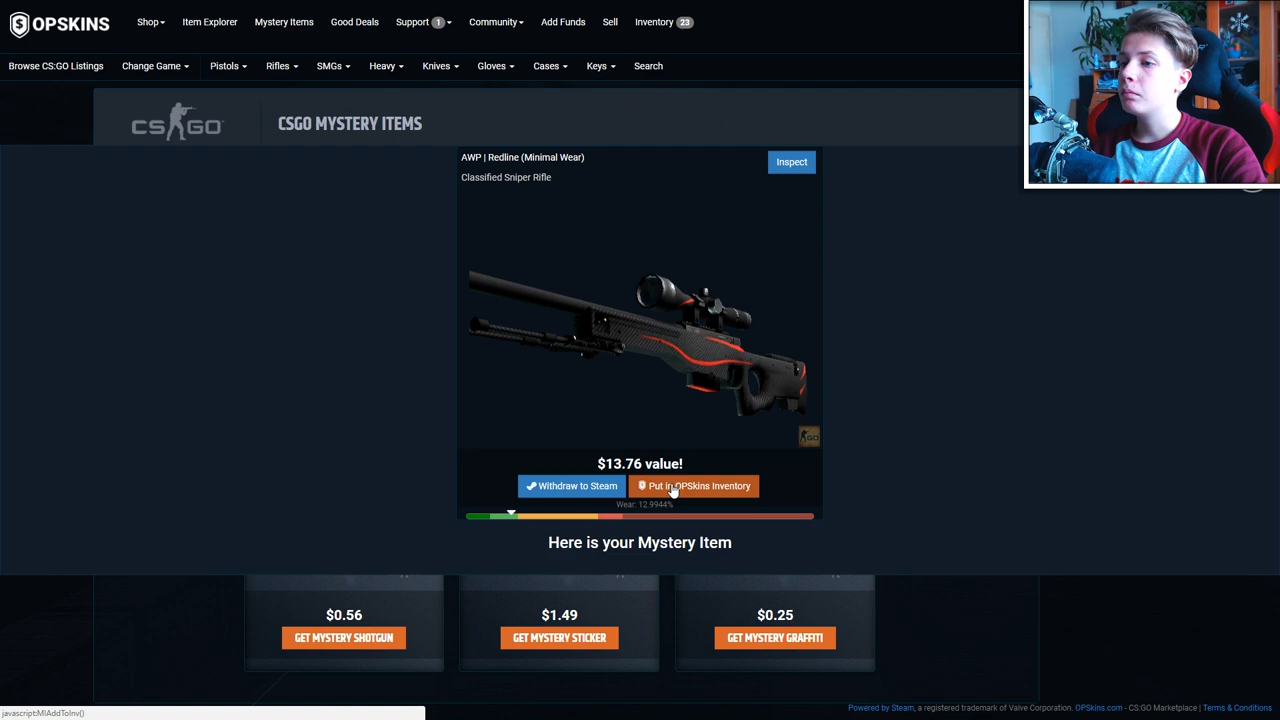 OPSKINS Shop Item Explorer Mystery Items Good Deals Support 1 Community Add Funds Sell Inventory 23
Browse CS:GO Listings Change Game Pistols Rifles SMGs Heavy Knives Gloves Cases Keys Search
CS GO CSGO MYSTERY ITEMS
AWP | Redline (Minimal Wear) Inspect
Classified Sniper Rifle
GO
$13.76 value!
Withdraw to Steam Put in OPSkins Inventory
Wear: 12.9944%
Here is your Mystery Item
$0.56 $1.49 $0.25
GET MYSTERY SHOTGUN GET MYSTERY STICKER GET MYSTERY GRAFFITI
Powered by Steam, a registered trademark of Valve Corporation. OPSkins.com - CS:GO Marketplace | Terms & Conditions
javascript:MIAddToInv()